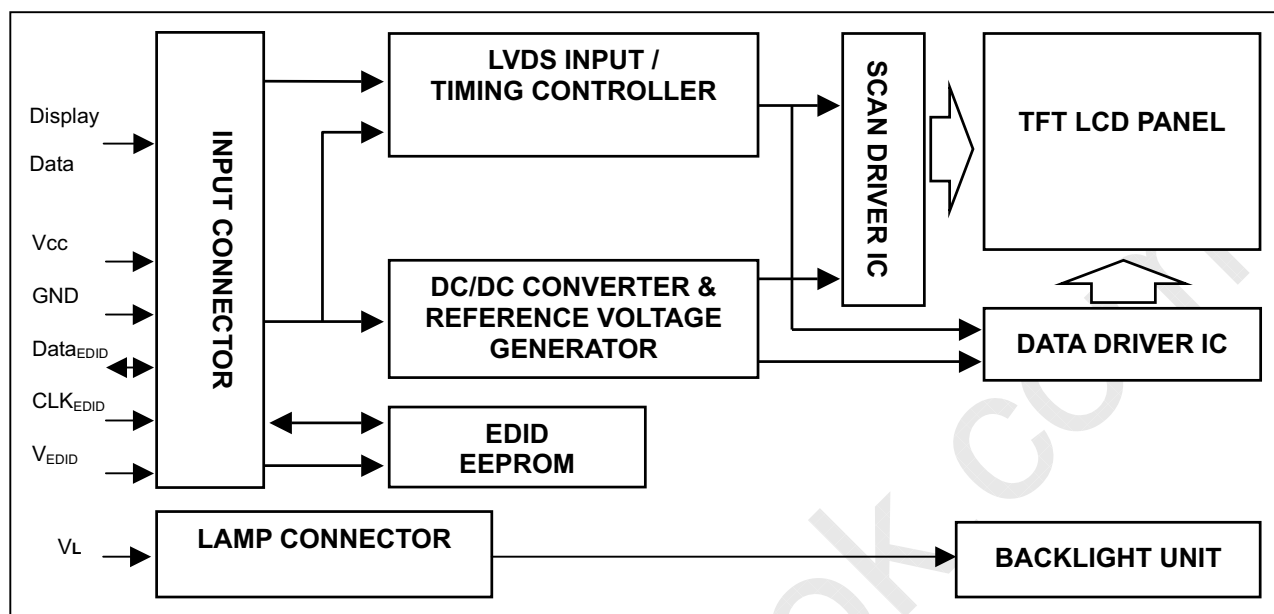 Display
Data
Vcc
GND
DataEDID
CLKEDID
VEDID
VL
INPUT CONNECTOR
LVDS INPUT /
TIMING CONTROLLER
DC/DC CONVERTER &
REFERENCE VOLTAGE
GENERATOR
EDID
EEPROM
SCAN DRIVER IC
TFT LCD PANEL
DATA DRIVER IC
LAMP CONNECTOR
BACKLIGHT UNIT